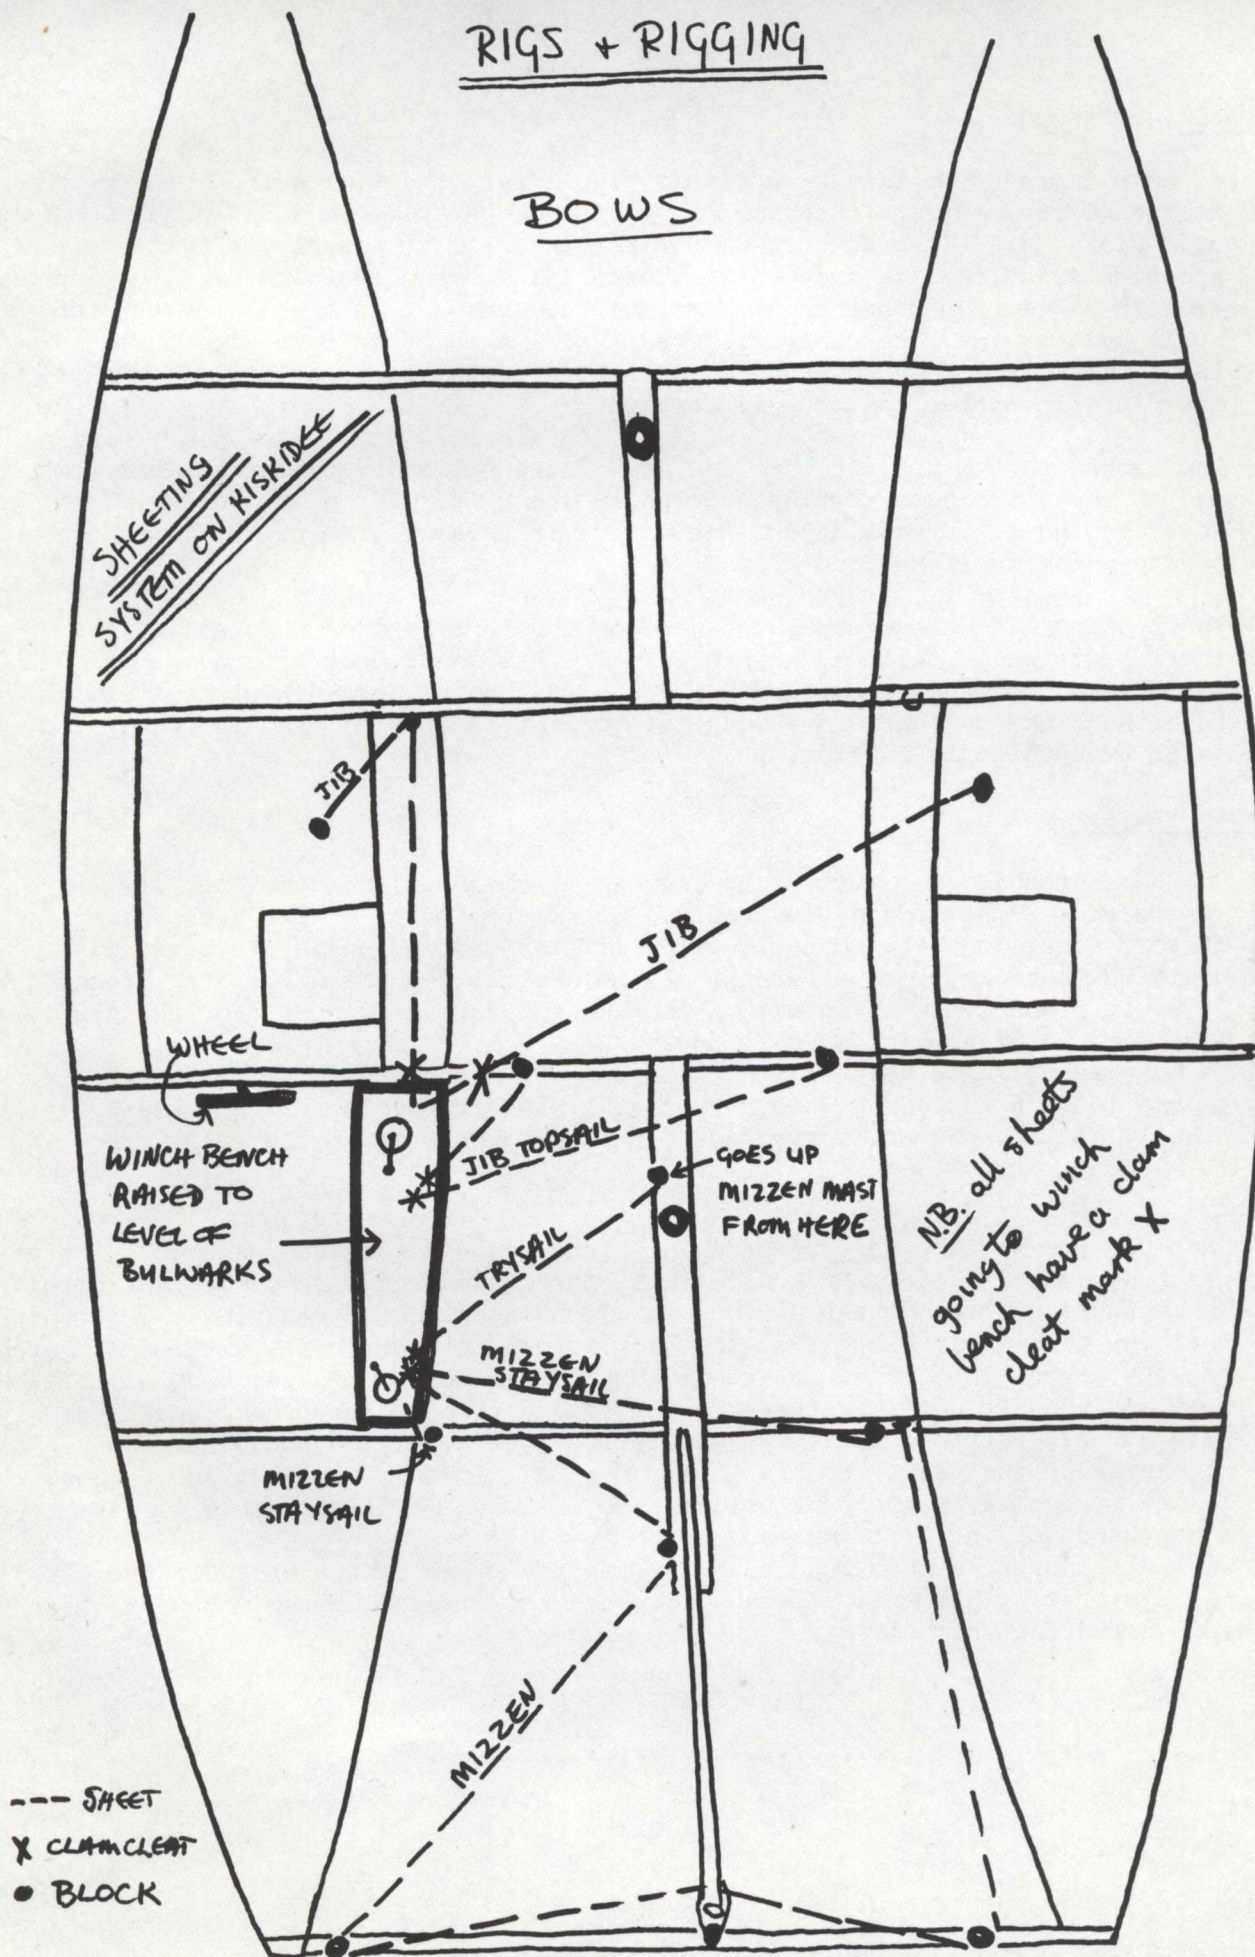 RIGS + RIGGING
BOWS
SHEETING
SYSTEM ON KISKIDEE
JIB
JIB
WHEEL
WINCH BENCH
RAISED TO
LEVEL OF
BULWARKS
JIB TOPSAIL
GOES UP
MIZZEN MAST
FROM HERE
N.B. all sheets
going to winch
bench have a clam
cleat mark X
TRYSAIL
MIZZEN
STAYSAIL
MIZZEN
STAYSAIL
MIZZEN
--- SHEET
X CLAMCLEAT
● BLOCK